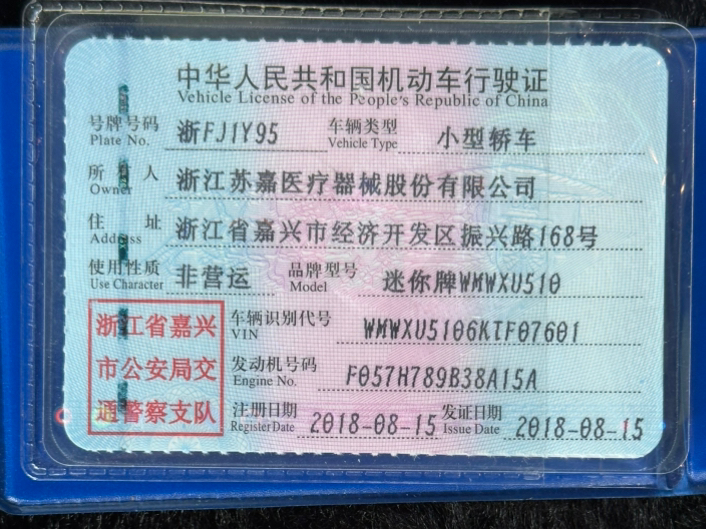 中华人民共和国机动车行驶证
Vehicle License of the People's Republic of China
号牌号码 浙FJ1Y95 车辆类型 小型轿车
Plate No. Vehicle Type
所有人 浙江苏嘉医疗器械股份有限公司
Owner
住址 浙江省嘉兴市经济开发区振兴路168号
Address
使用性质 非营运 品牌型号 迷你牌WMWXU510
Use Character Model
浙江省嘉兴
市公安局交
通警察支队
车辆识别代号 WMWXU5106KTF07601
VIN
发动机号码 F057H789B38A15A
Engine No.
注册日期 2018-08-15 发证日期 2018-08-15
Register Date Issue Date